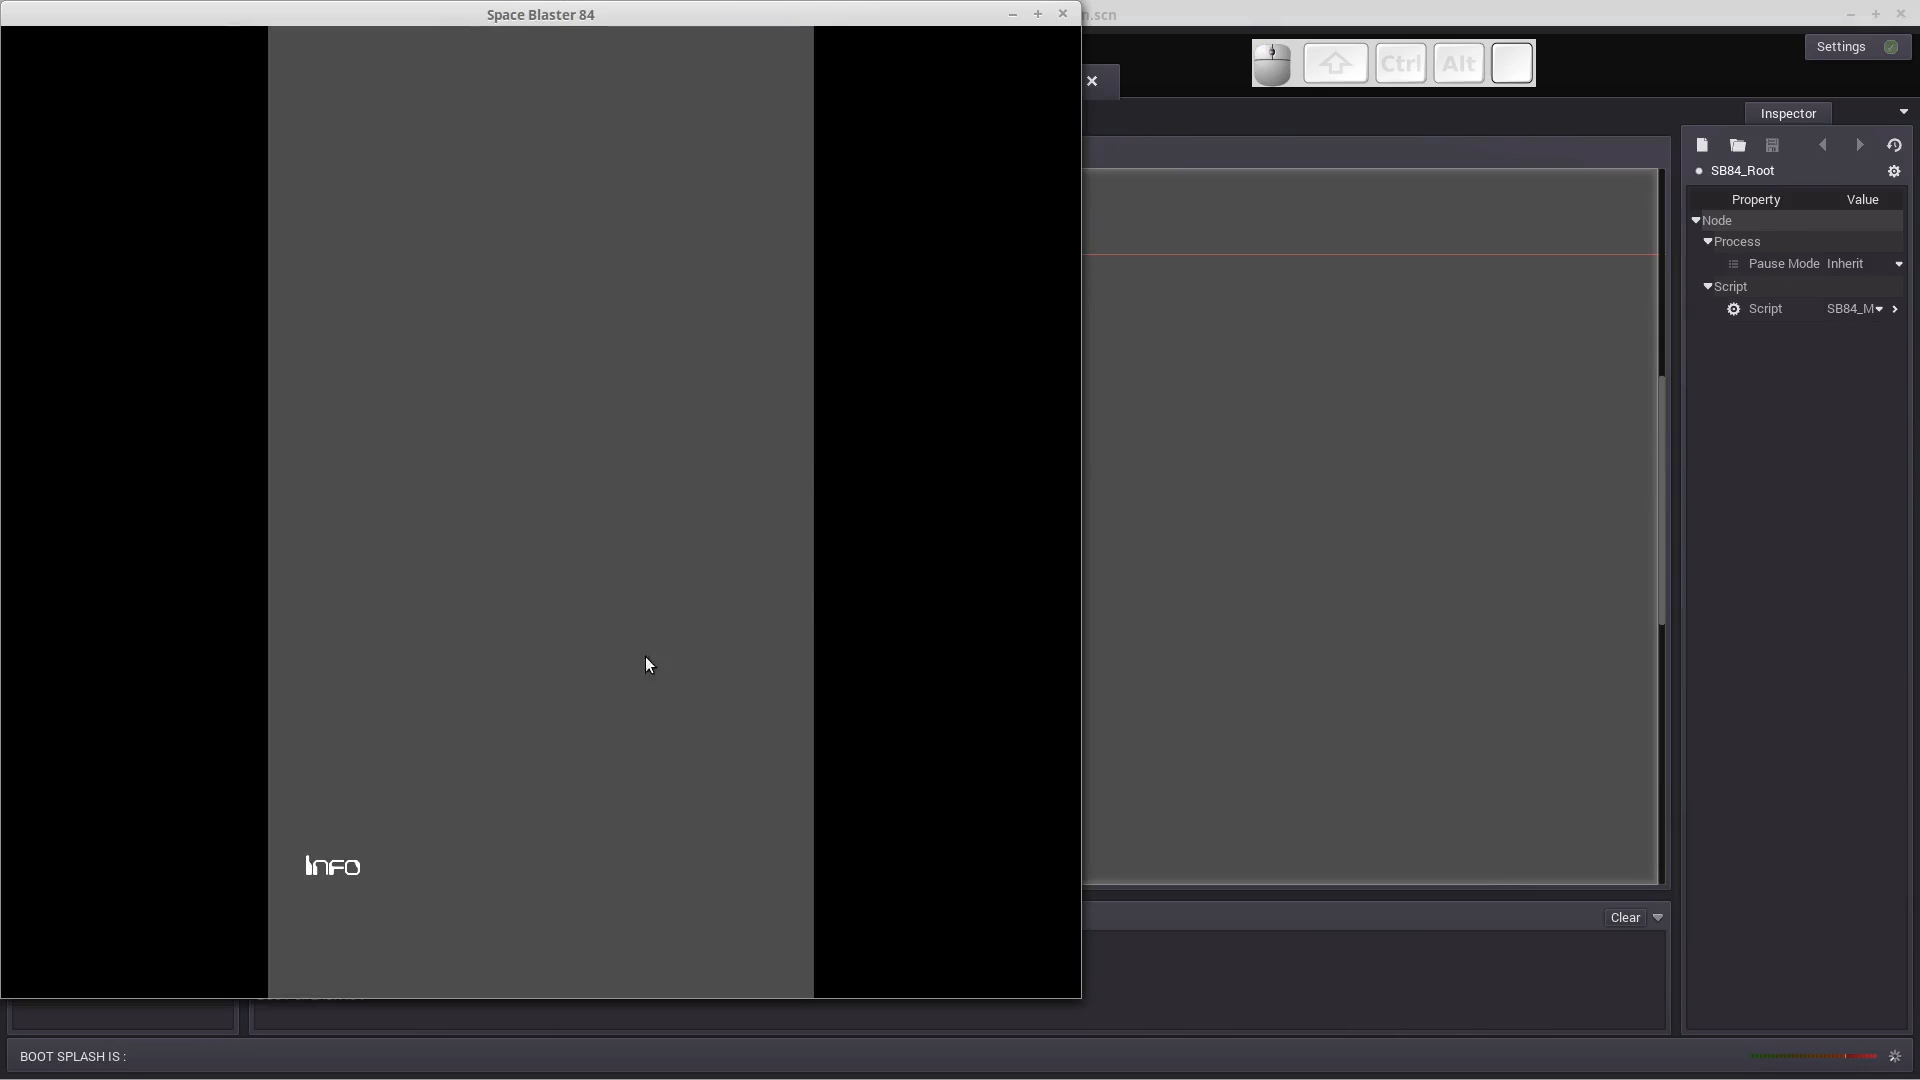 Space Blaster 84
n.scn
Settings
Ctrl
Alt
Inspector
SB84_Root
Property Value
Node
Process
Pause Mode Inherit
Script
Script SB84_M
Info
Clear
BOOT SPLASH IS :